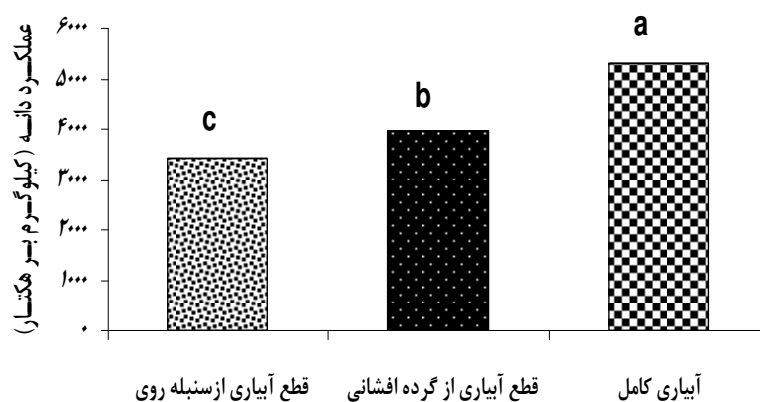 عملکرد دانه (کیلوگرم بر هکتار)
۶۰۰۰
۵۰۰۰
۴۰۰۰
۳۰۰۰
۲۰۰۰
۱۰۰۰
۰
a
b
c
آبیاری کامل
قطع آبیاری از گرده افشانی
قطع آبیاری ازسنبله روی